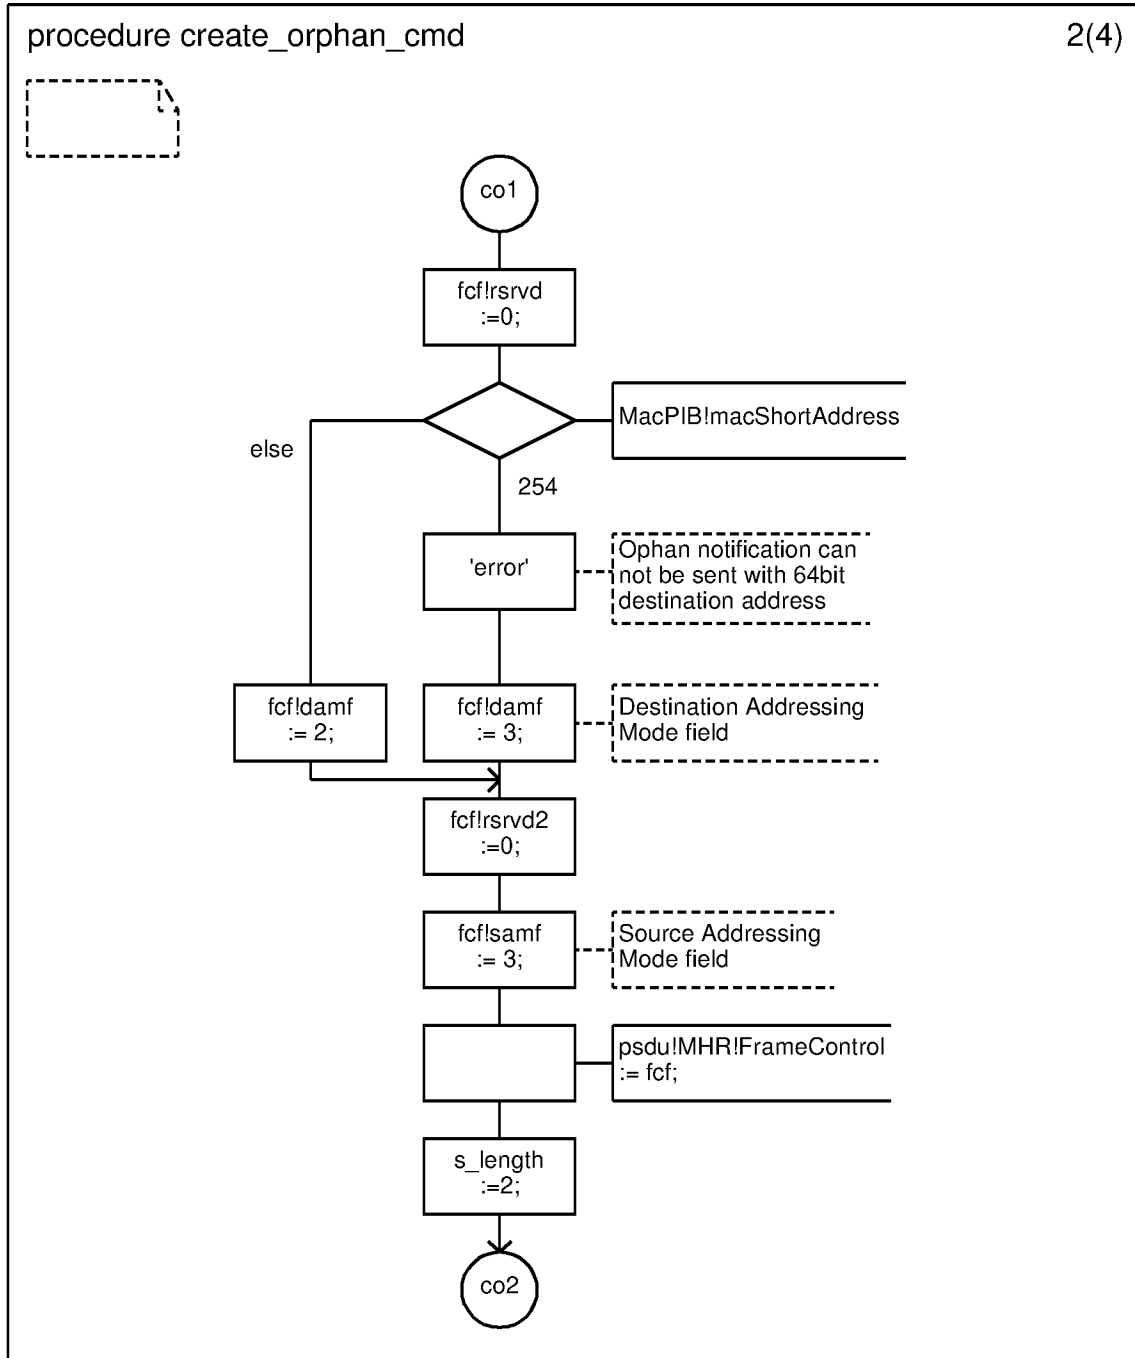 procedure create_orphan_cmd
2(4)
co1
fcf!rsrvd
:=0;
MacPIB!macShortAddress
else
254
'error'
Ophan notification can
not be sent with 64bit
destination address
fcf!damf
:= 2;
fcf!damf
:= 3;
Destination Addressing
Mode field
fcf!rsrvd2
:=0;
fcf!samf
:= 3;
Source Addressing
Mode field
psdu!MHR!FrameControl
:= fcf;
s_length
:=2;
co2